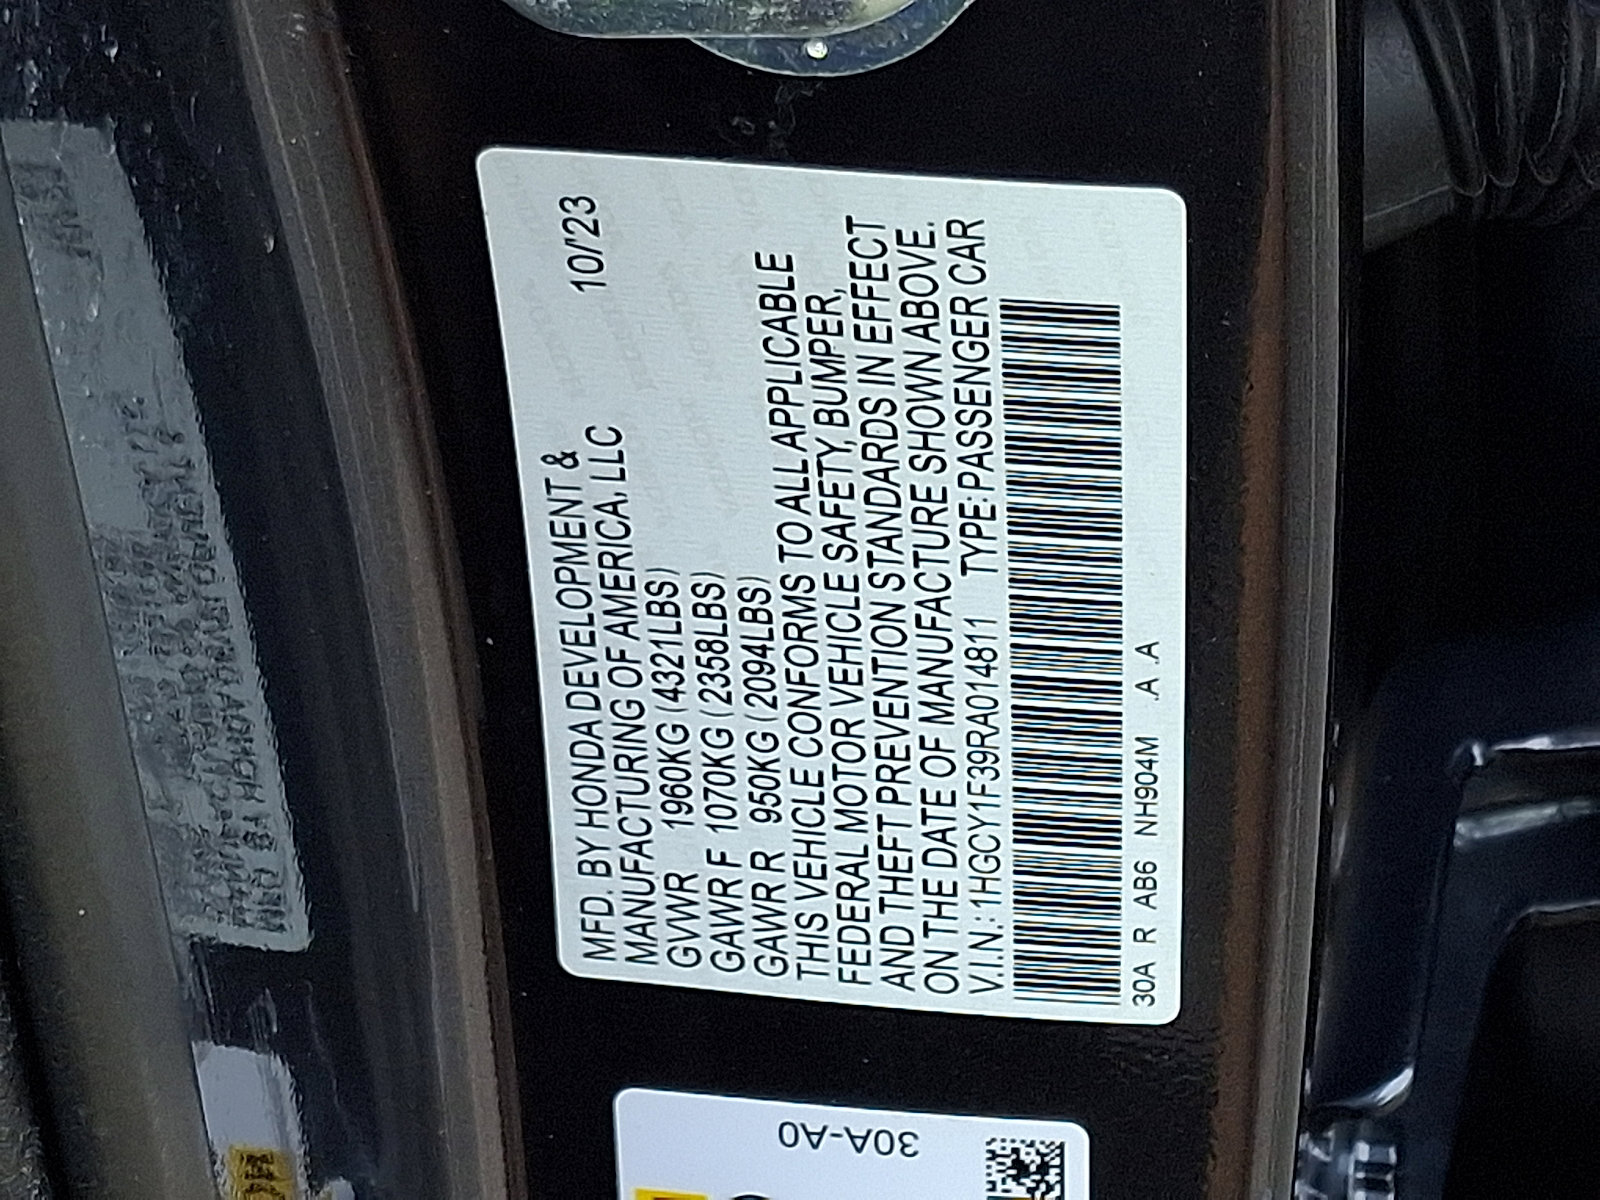 MFD. BY HONDA DEVELOPMENT &
MANUFACTURING OF AMERICA, LLC 10/'23
GVWR 1960KG (4321LBS)
GAWR F 1070KG (2358LBS)
GAWR R 950KG (2094LBS)
THIS VEHICLE CONFORMS TO ALL APPLICABLE
FEDERAL MOTOR VEHICLE SAFETY, BUMPER,
AND THEFT PREVENTION STANDARDS IN EFFECT
ON THE DATE OF MANUFACTURE SHOWN ABOVE.
V.I.N.: 1HGCY1F39RA014811 TYPE: PASSENGER CAR
30A R AB6 NH904M .A .A
30A-A0